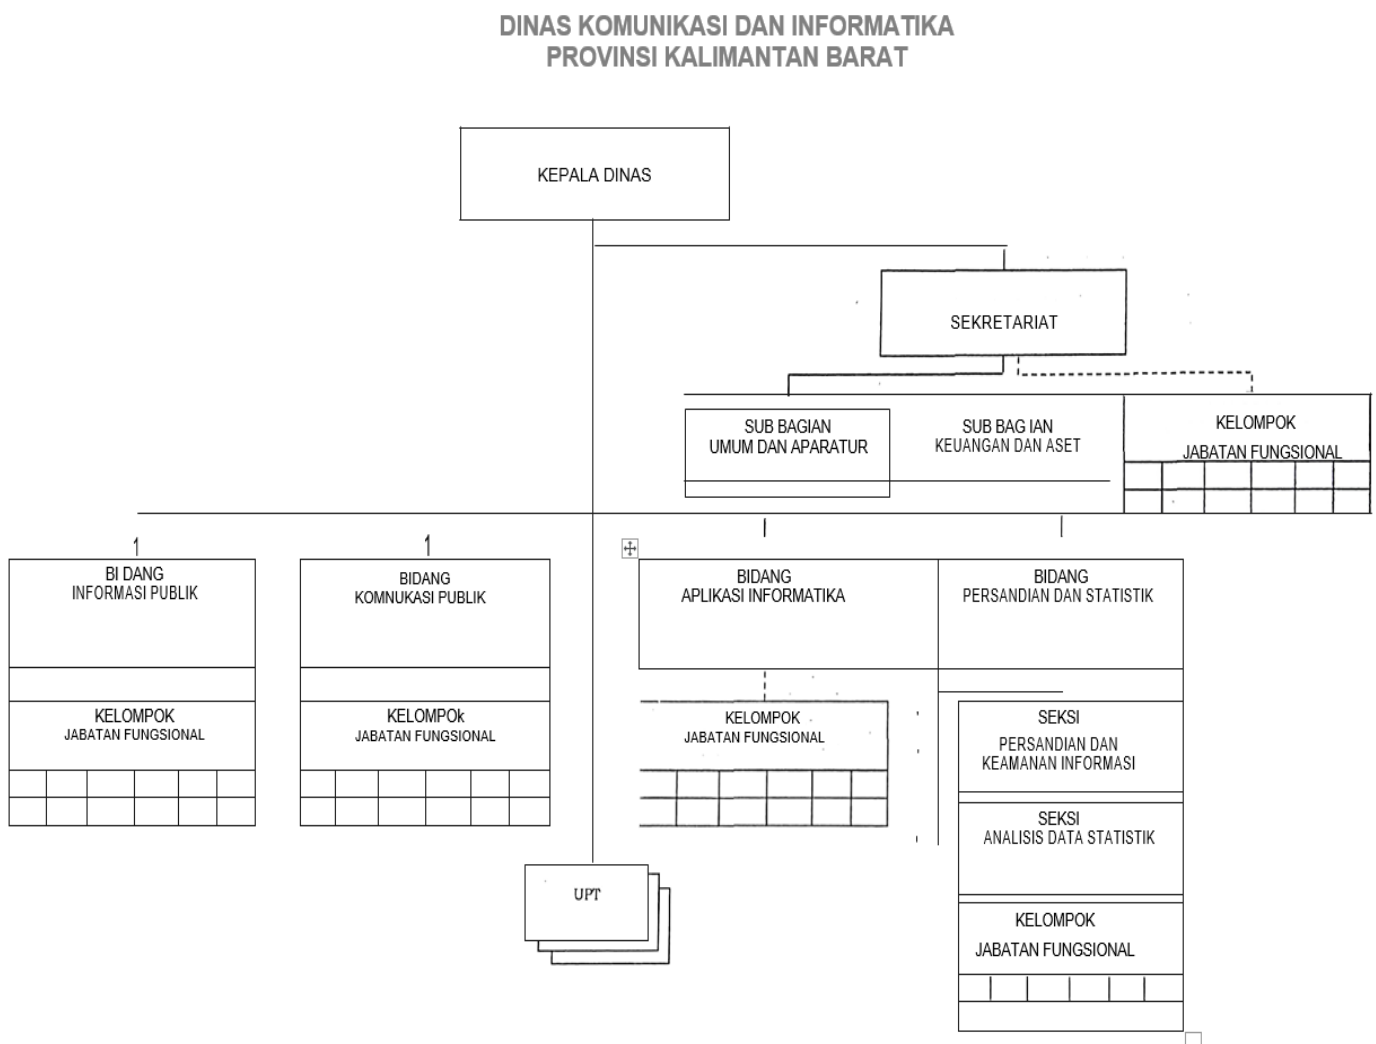 DINAS KOMUNIKASI DAN INFORMATIKA
PROVINSI KALIMANTAN BARAT
KEPALA DINAS
SEKRETARIAT
SUB BAGIAN
UMUM DAN APARATUR
SUB BAG IAN
KEUANGAN DAN ASET
KELOMPOK
JABATAN FUNGSIONAL
BI DANG
INFORMASI PUBLIK
BIDANG
KOMNUKASI PUBLIK
BIDANG
APLIKASI INFORMATIKA
BIDANG
PERSANDIAN DAN STATISTIK
KELOMPOK
JABATAN FUNGSIONAL
KELOMPOk
JABATAN FUNGSIONAL
KELOMPOK
JABATAN FUNGSIONAL
SEKSI
PERSANDIAN DAN
KEAMANAN INFORMASI
SEKSI
ANALISIS DATA STATISTIK
KELOMPOK
JABATAN FUNGSIONAL
UPT